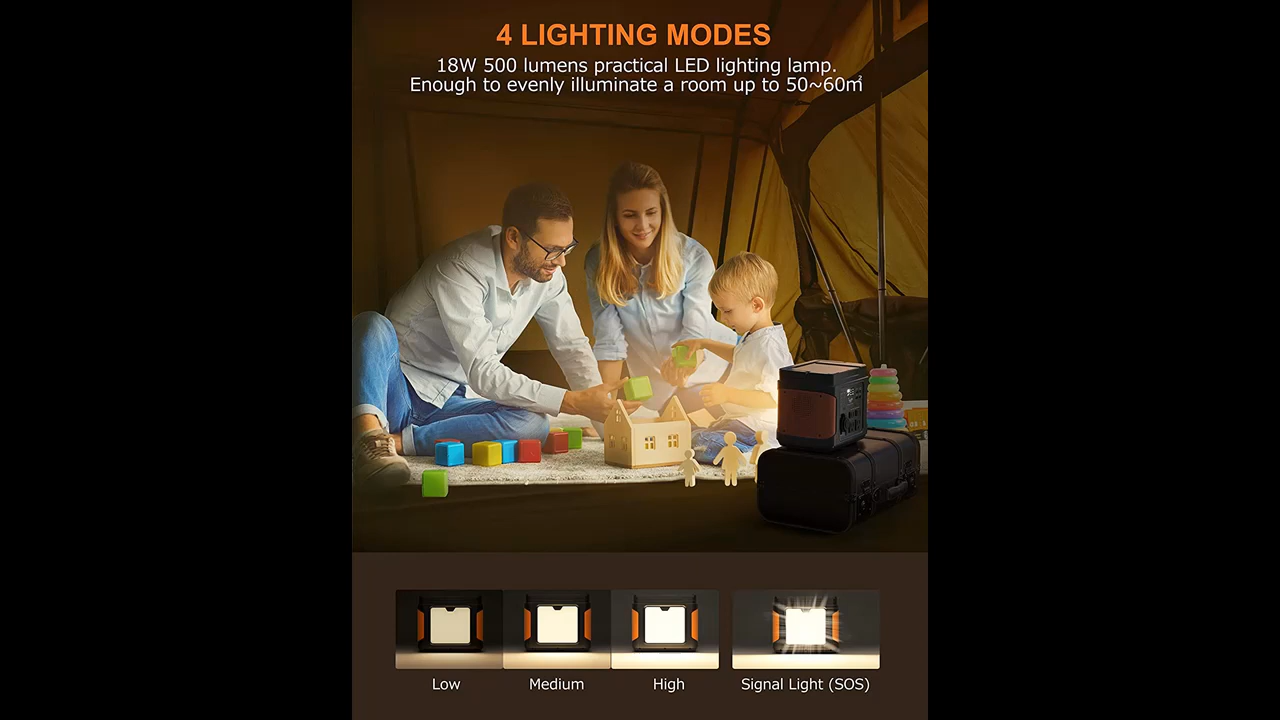 4 LIGHTING MODES
18W 500 lumens practical LED lighting lamp.
Enough to evenly illuminate a room up to 50~60㎡
Low
Medium
High
Signal Light (SOS)